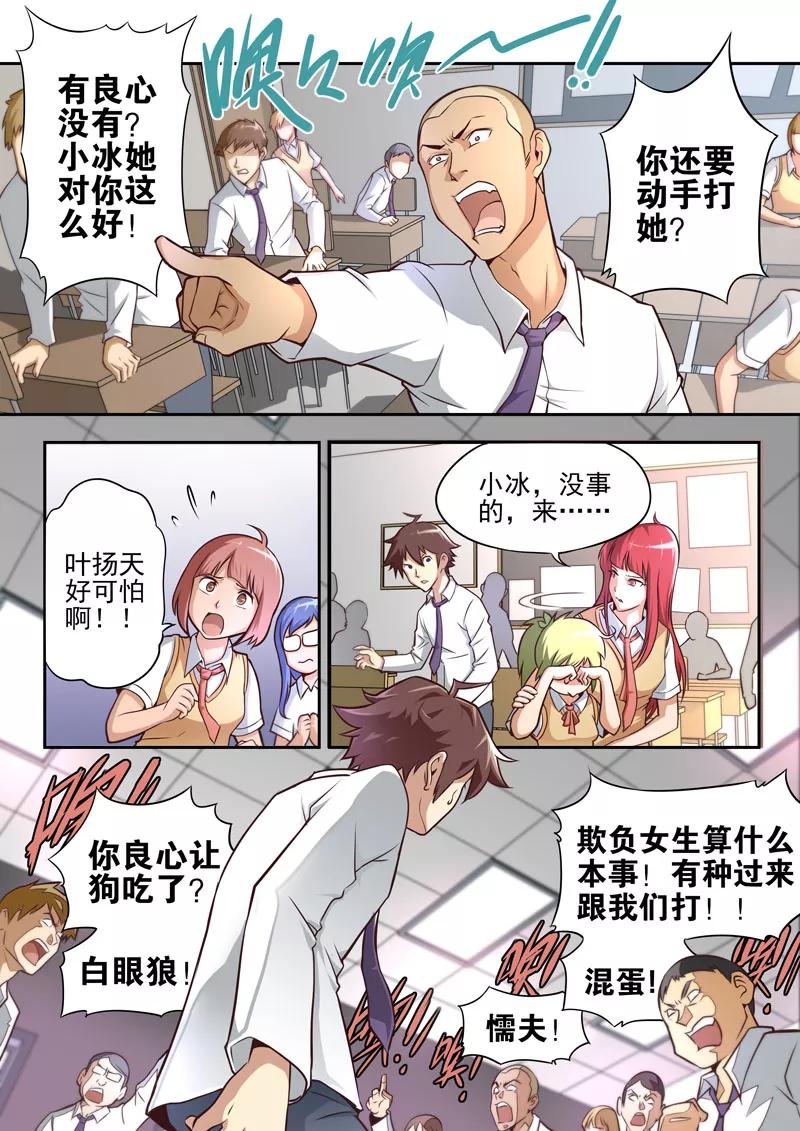 有良心
没有？
小冰她
对你这
么好！
你还要
动手打
她？
叶扬天
好可怕
啊！！
小冰，没事
的，来……
你良心让
狗吃了？
白眼狼！
欺负女生算什么
本事！有种过来
跟我们打！！
混蛋！
懦夫！